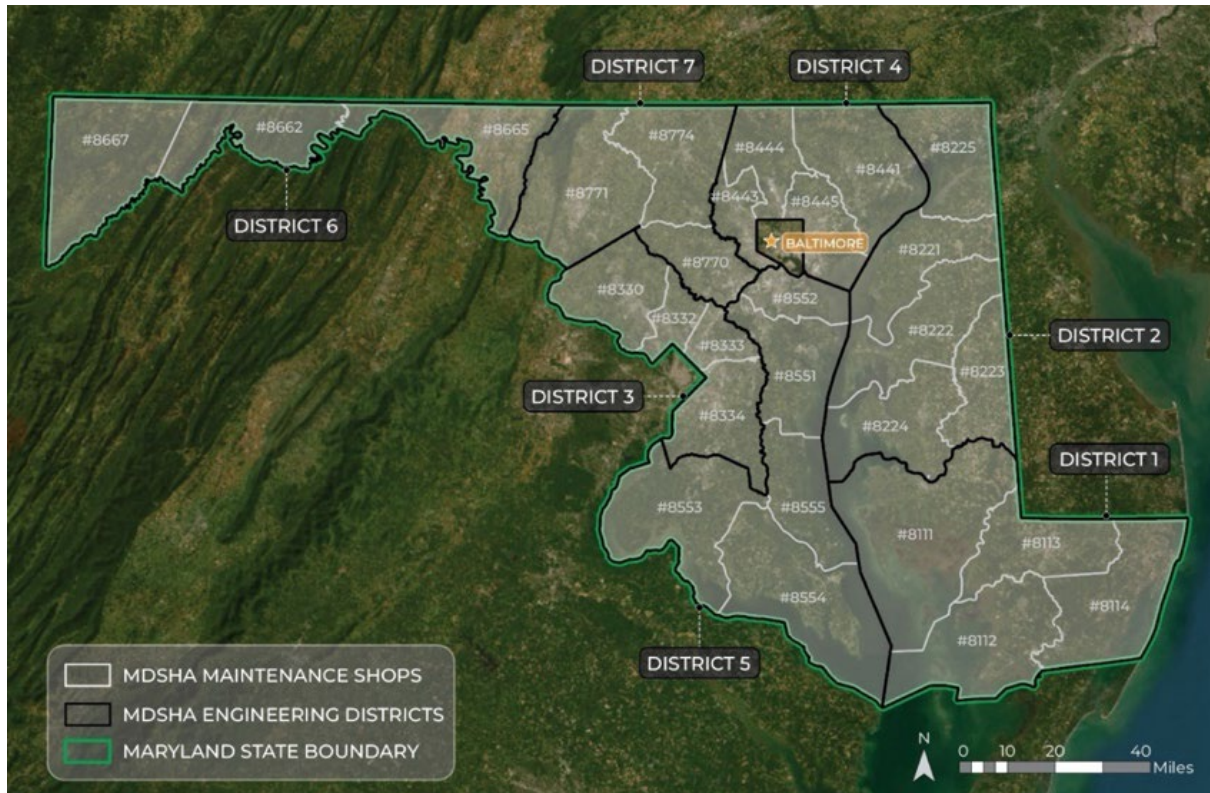 DISTRICT 7
DISTRICT 4
#8667
#8662
#8665
#8774
#8444
#8441
#8225
#8771
#8443
#8445
DISTRICT 6
BALTIMORE
#8221
#8770
#8330
#8552
#8332
#8222
#8333
DISTRICT 2
#8551
#8223
DISTRICT 3
#8334
#8224
DISTRICT 1
#8553
#8555
#8111
#8113
#8554
#8114
#8112
DISTRICT 5
MDSHA MAINTENANCE SHOPS
MDSHA ENGINEERING DISTRICTS
MARYLAND STATE BOUNDARY
N
0 10 20 40
Miles